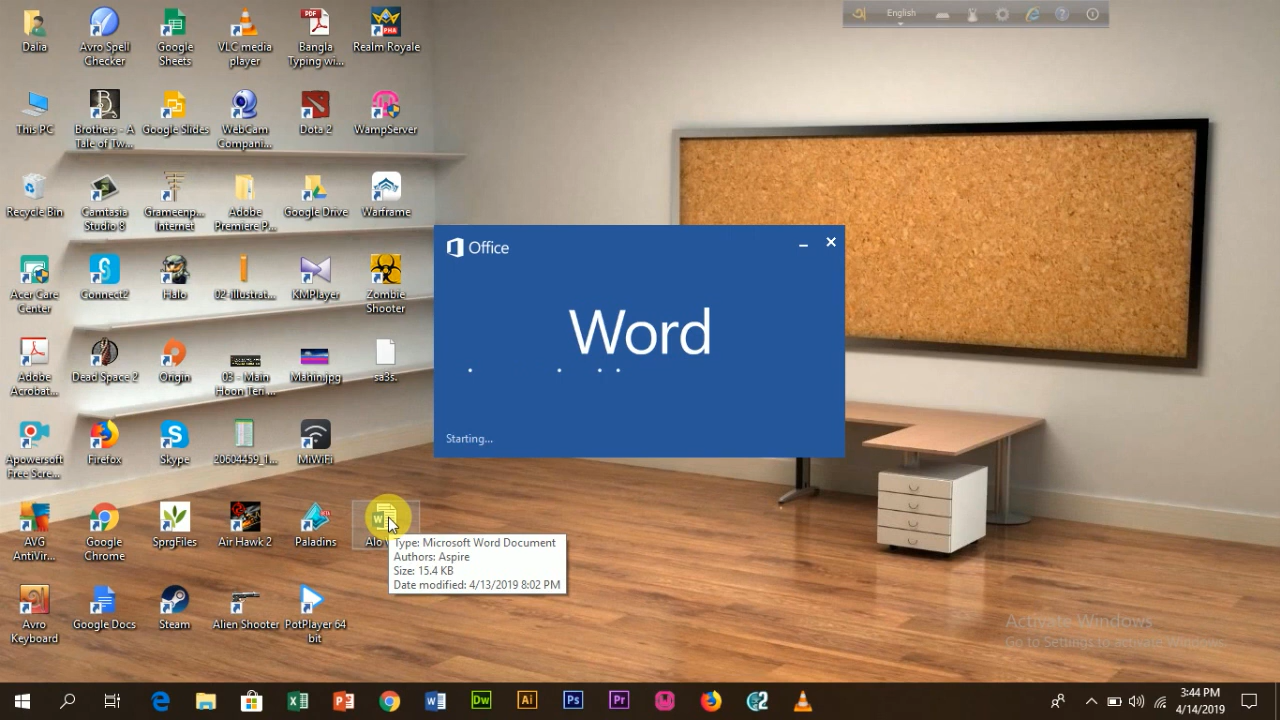 English
Dalia
Avro Spell
Checker
Google
Sheets
VLC media
player
Bangla
Typing wi...
Realm Royale
This PC
Brothers - A
Tale of Tw...
Google Slides
WebCam
Compani...
Dota 2
WampServer
Recycle Bin
Camtasia
Studio 8
Grameenp...
Internet
Adobe
Premiere P...
Google Drive
Warframe
Acer Care
Center
Connect2
Halo
02-Illustrat...
KMPlayer
Zombie
Shooter
Adobe
Acrobat...
Dead Space 2
Origin
03 - Main
Hoon Teri ...
Mahin.jpg
sa3s.
Apowersoft
Free Scre...
Firefox
Skype
20604459_1...
MiWiFi
AVG
AntiVir...
Google
Chrome
SprgFiles
Air Hawk 2
Paladins
Avro
Keyboard
Google Docs
Steam
Alien Shooter
PotPlayer 64
bit
Office
Word
Starting...
Type: Microsoft Word Document
Authors: Aspire
Size: 15.4 KB
Date modified: 4/13/2019 8:02 PM
Activate Windows
Go to Settings to activate Windows.
3:44 PM
4/14/2019